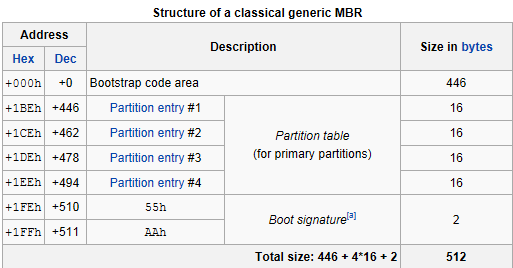 Structure of a classical generic MBR
Address Description Size in bytes
Hex Dec
+000h +0 Bootstrap code area 446
+1BEh +446 Partition entry #1 Partition table (for primary partitions) 16
+1CEh +462 Partition entry #2 16
+1DEh +478 Partition entry #3 16
+1EEh +494 Partition entry #4 16
+1FEh +510 55h Boot signature[a] 2
+1FFh +511 AAh
Total size: 446 + 4*16 + 2 512